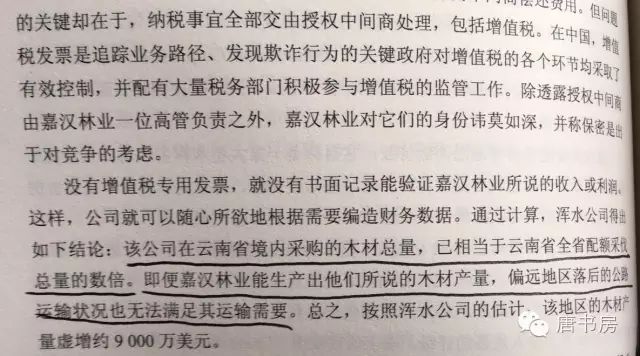 偿还费用。但问题
的关键却在于，纳税事宜全部交由授权中间商处理，包括增值税。在中国，增值
税发票是追踪业务路径、发现欺诈行为的关键政府对增值税的各个环节均采取了
有效控制，并配有大量税务部门积极参与增值税的监管工作。除透露授权中间商
由嘉汉林业一位高管负责之外，嘉汉林业对它们的身份讳莫如深，并称保密是出
于对竞争的考虑。
没有增值税专用发票，就没有书面记录能验证嘉汉林业所说的收入或利润。
这样，公司就可以随心所欲地根据需要编造财务数据。通过计算，浑水公司得出
如下结论：该公司在云南省境内采购的木材总量，已相当于云南省全省配额采伐
总量的数倍。即便嘉汉林业能生产出他们所说的木材产量，偏远地区落后的公路
运输状况也无法满足其运输需要。总之，按照浑水公司的估计，该地区的木材产
量虚增约9 000万美元。
唐书房